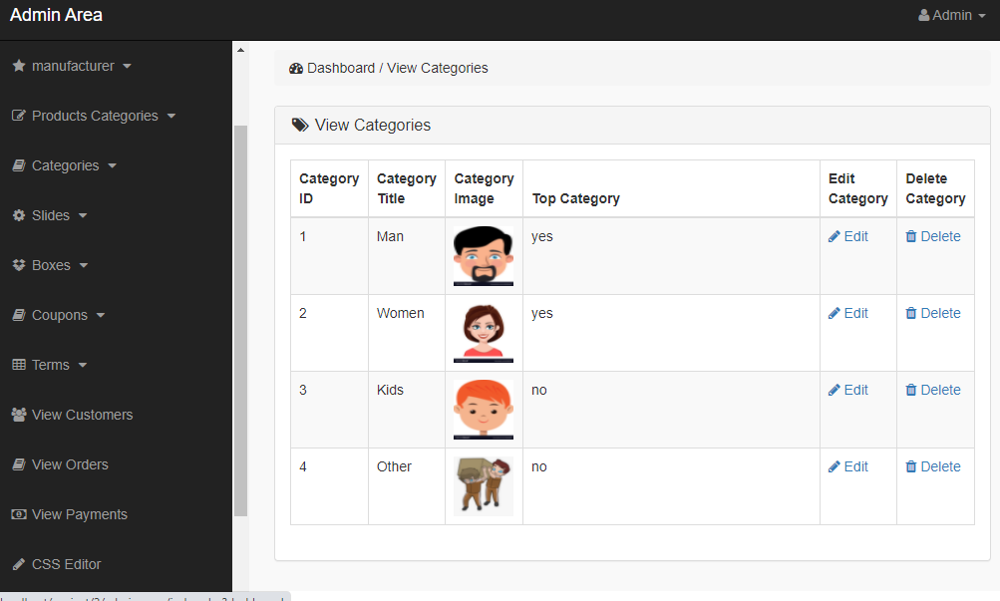 Admin Area
Admin
manufacturer
Products Categories
Categories
Slides
Boxes
Coupons
Terms
View Customers
View Orders
View Payments
CSS Editor
Dashboard / View Categories
View Categories
Category ID Category Title Category Image Top Category Edit Category Delete Category
1 Man yes Edit Delete
2 Women yes Edit Delete
3 Kids no Edit Delete
4 Other no Edit Delete